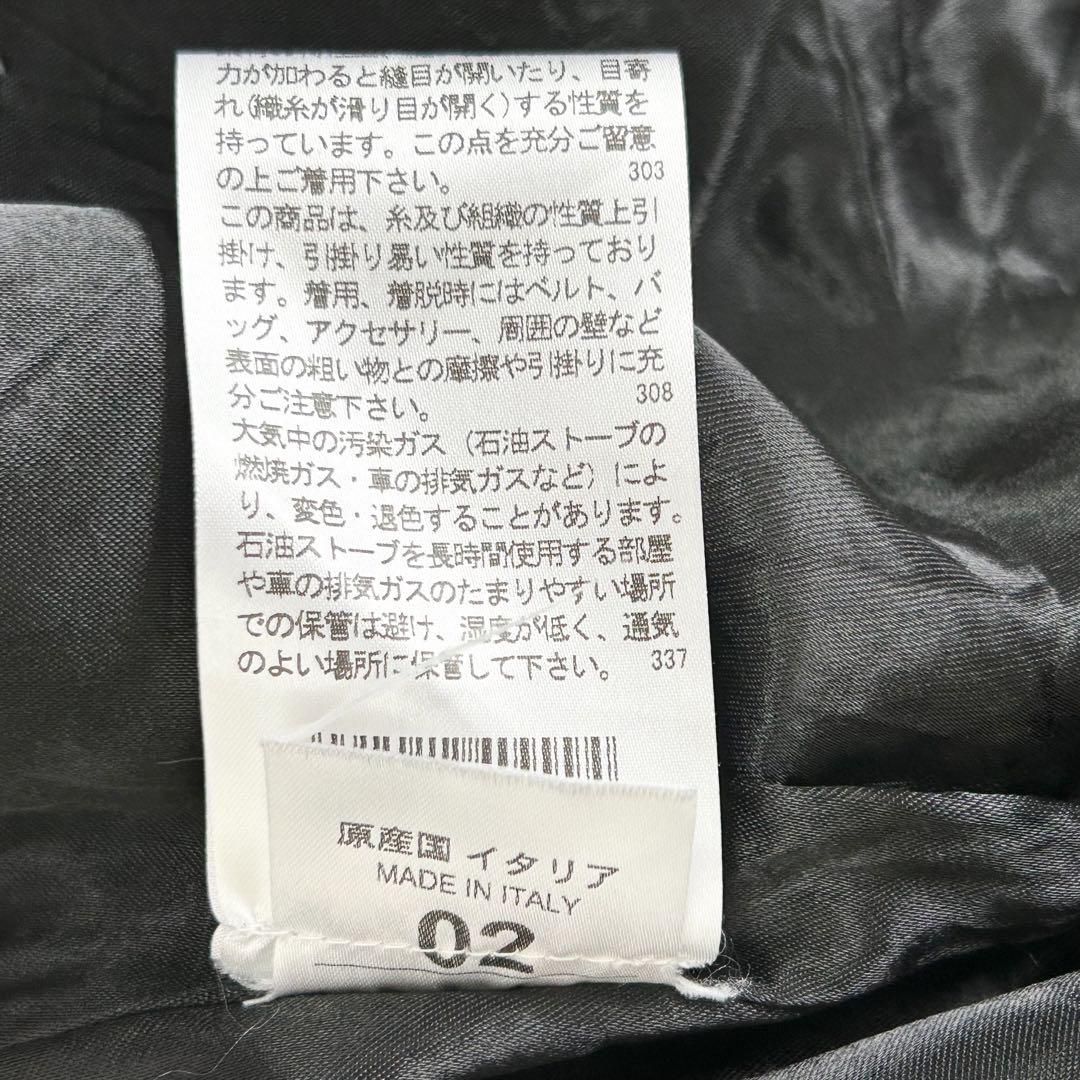 力が加わると縫目が開いたり、目寄
れ(織糸が滑り目が開く)する性質を
持っています。この点を充分ご留意
の上ご着用下さい。 303
この商品は、糸及び組織の性質上引
掛け、引掛り易い性質を持っており
ます。着用、着脱時にはベルト、バ
ッグ、アクセサリー、周囲の壁など
表面の粗い物との摩擦や引掛りに充
分ご注意下さい。 308
大気中の汚染ガス（石油ストーブの
燃焼ガス・車の排気ガスなど）によ
り、変色・退色することがあります。
石油ストーブを長時間使用する部屋
や車の排気ガスのたまりやすい場所
での保管は避け、湿度が低く、通気
のよい場所に保管して下さい。 337
原産国 イタリア
MADE IN ITALY
02